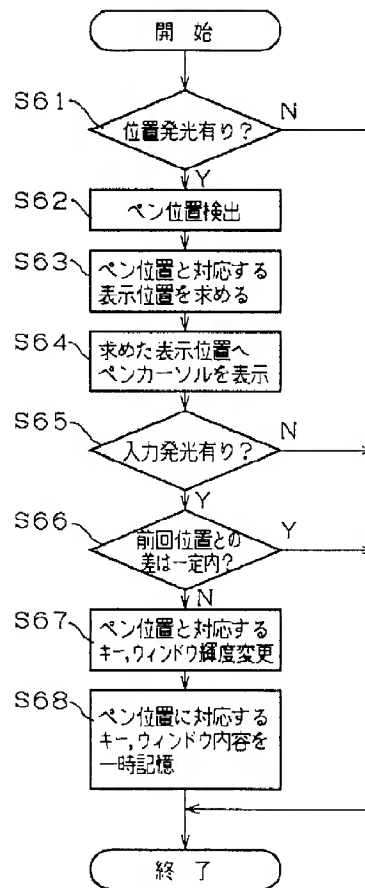 開 始
S61
位置発光有り?
N
Y
S62
ペン位置検出
S63
ペン位置と対応する
表示位置を求める
S64
求めた表示位置へ
ペンカーソルを表示
S65
入力発光有り?
N
Y
S66
前回位置との
差は一定内?
Y
N
S67
ペン位置と対応する
キー,ウィンドウ輝度変更
S68
ペン位置に対応する
キー,ウィンドウ内容を
一時記憶
終 了